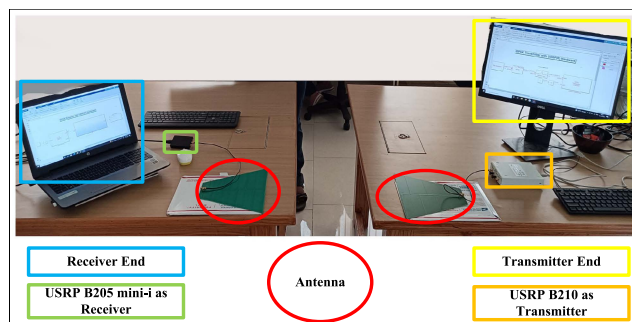 Receiver End
Transmitter End
USRP B205 mini-i as
Receiver
Antenna
USRP B210 as
Transmitter